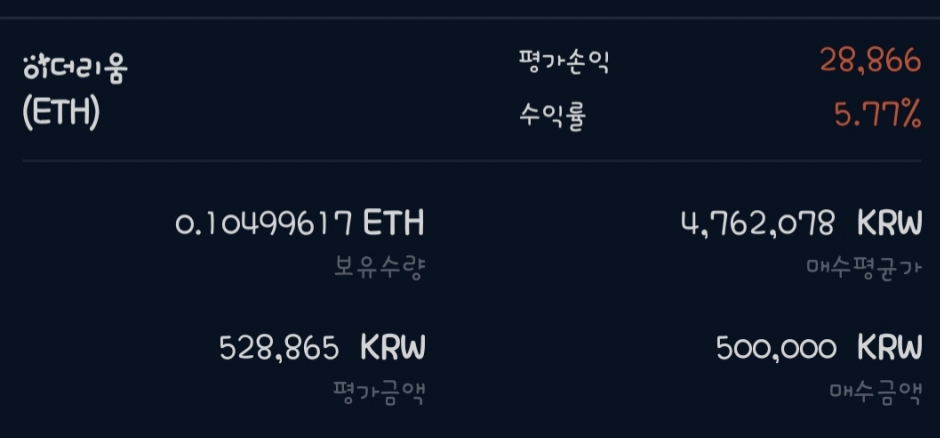 이더리움
(ETH)
평가손익 28,866
수익률 5.77%
0.10499617 ETH
보유수량
4,762,078 KRW
매수평균가
528,865 KRW
평가금액
500,000 KRW
매수금액